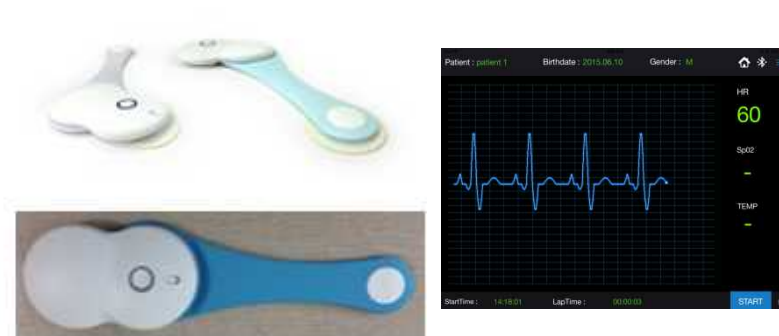 Patient : patient 1 Birthdate : 2015.06.10 Gender : M
HR
60
Sp02
-
TEMP
-
StartTime : 14:18:01 LapTime : 00:00:03 START